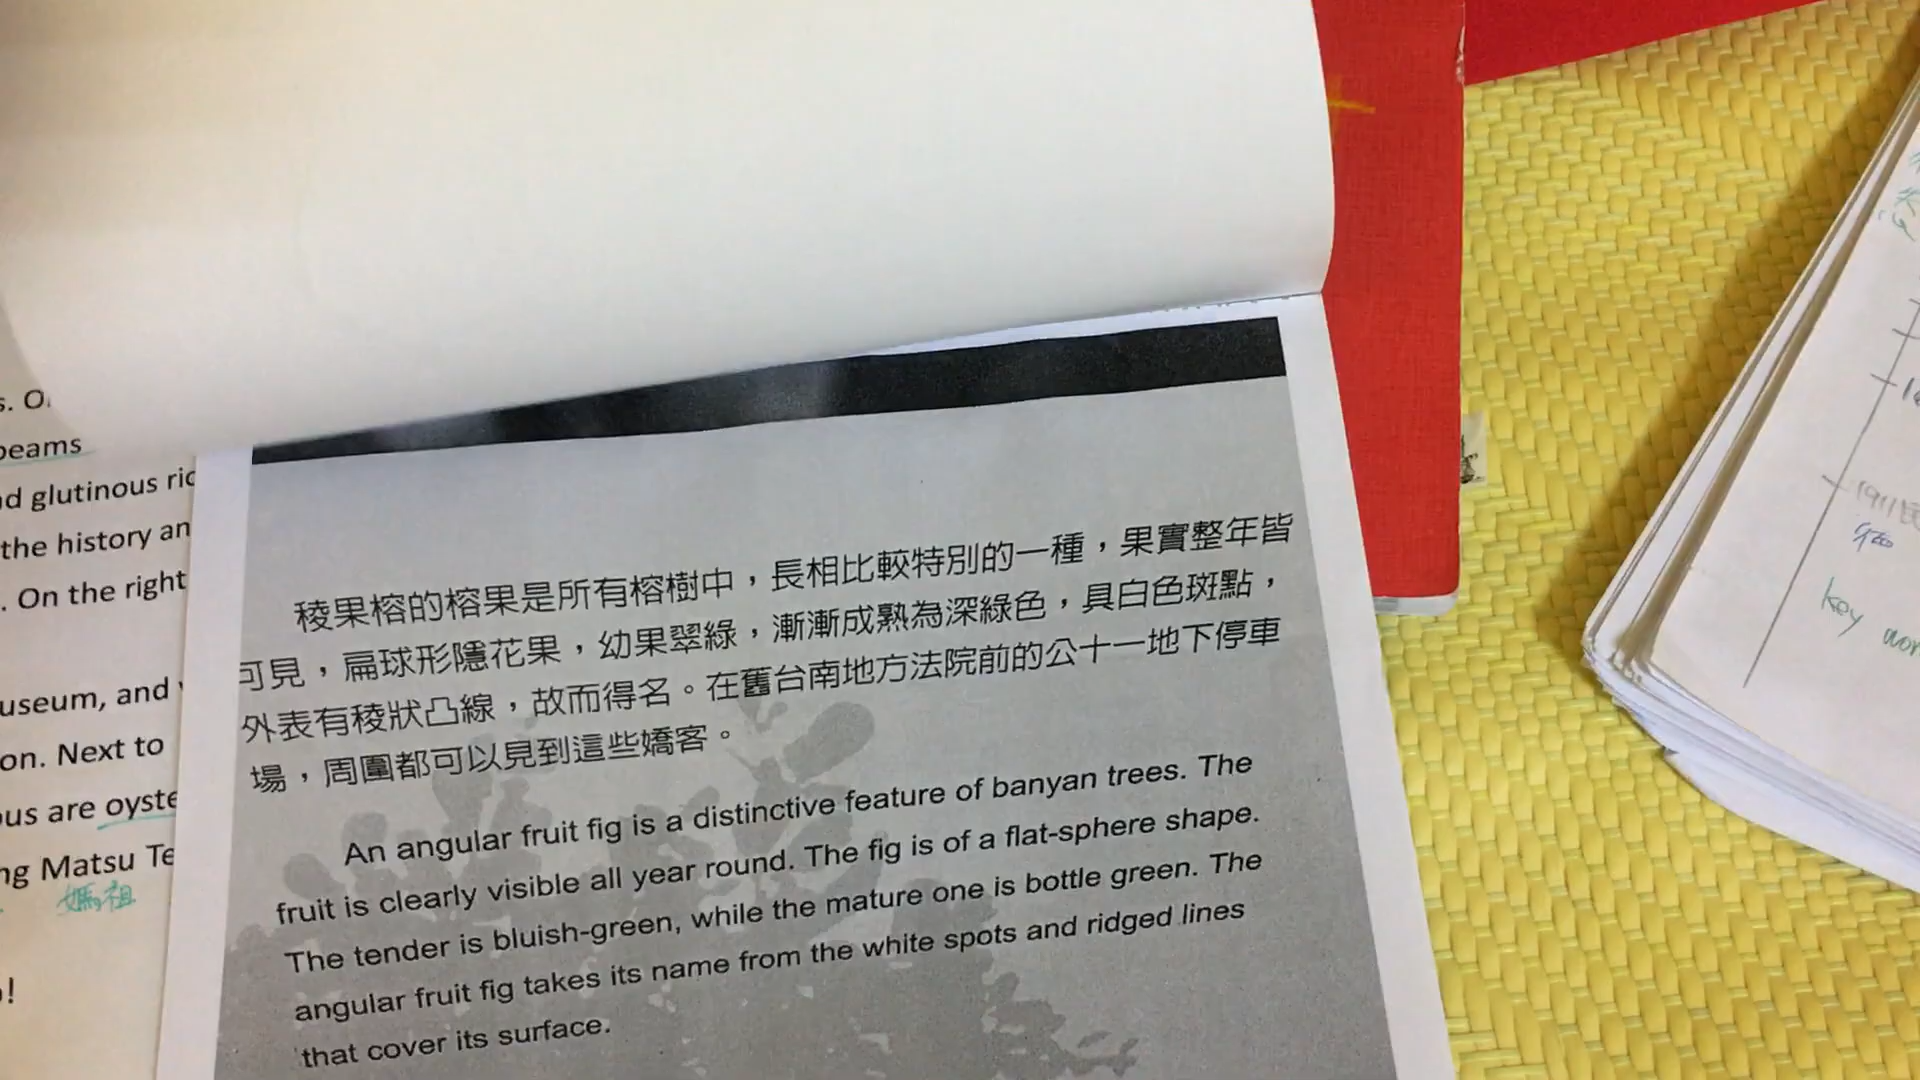 s. O
beams
nd glutinous ric
the history an
. On the right
useum, and
on. Next to
ous are oyste
ng Matsu Te
媽祖
!
稜果榕的榕果是所有榕樹中，長相比較特別的一種，果實整年皆
可見，扁球形隱花果，幼果翠綠，漸漸成熟為深綠色，具白色斑點，
外表有稜狀凸線，故而得名。在舊台南地方法院前的公十一地下停車
場，周圍都可以見到這些嬌客。
An angular fruit fig is a distinctive feature of banyan trees. The
fruit is clearly visible all year round. The fig is of a flat-sphere shape.
The tender is bluish-green, while the mature one is bottle green. The
angular fruit fig takes its name from the white spots and ridged lines
that cover its surface.
1911民
key wor